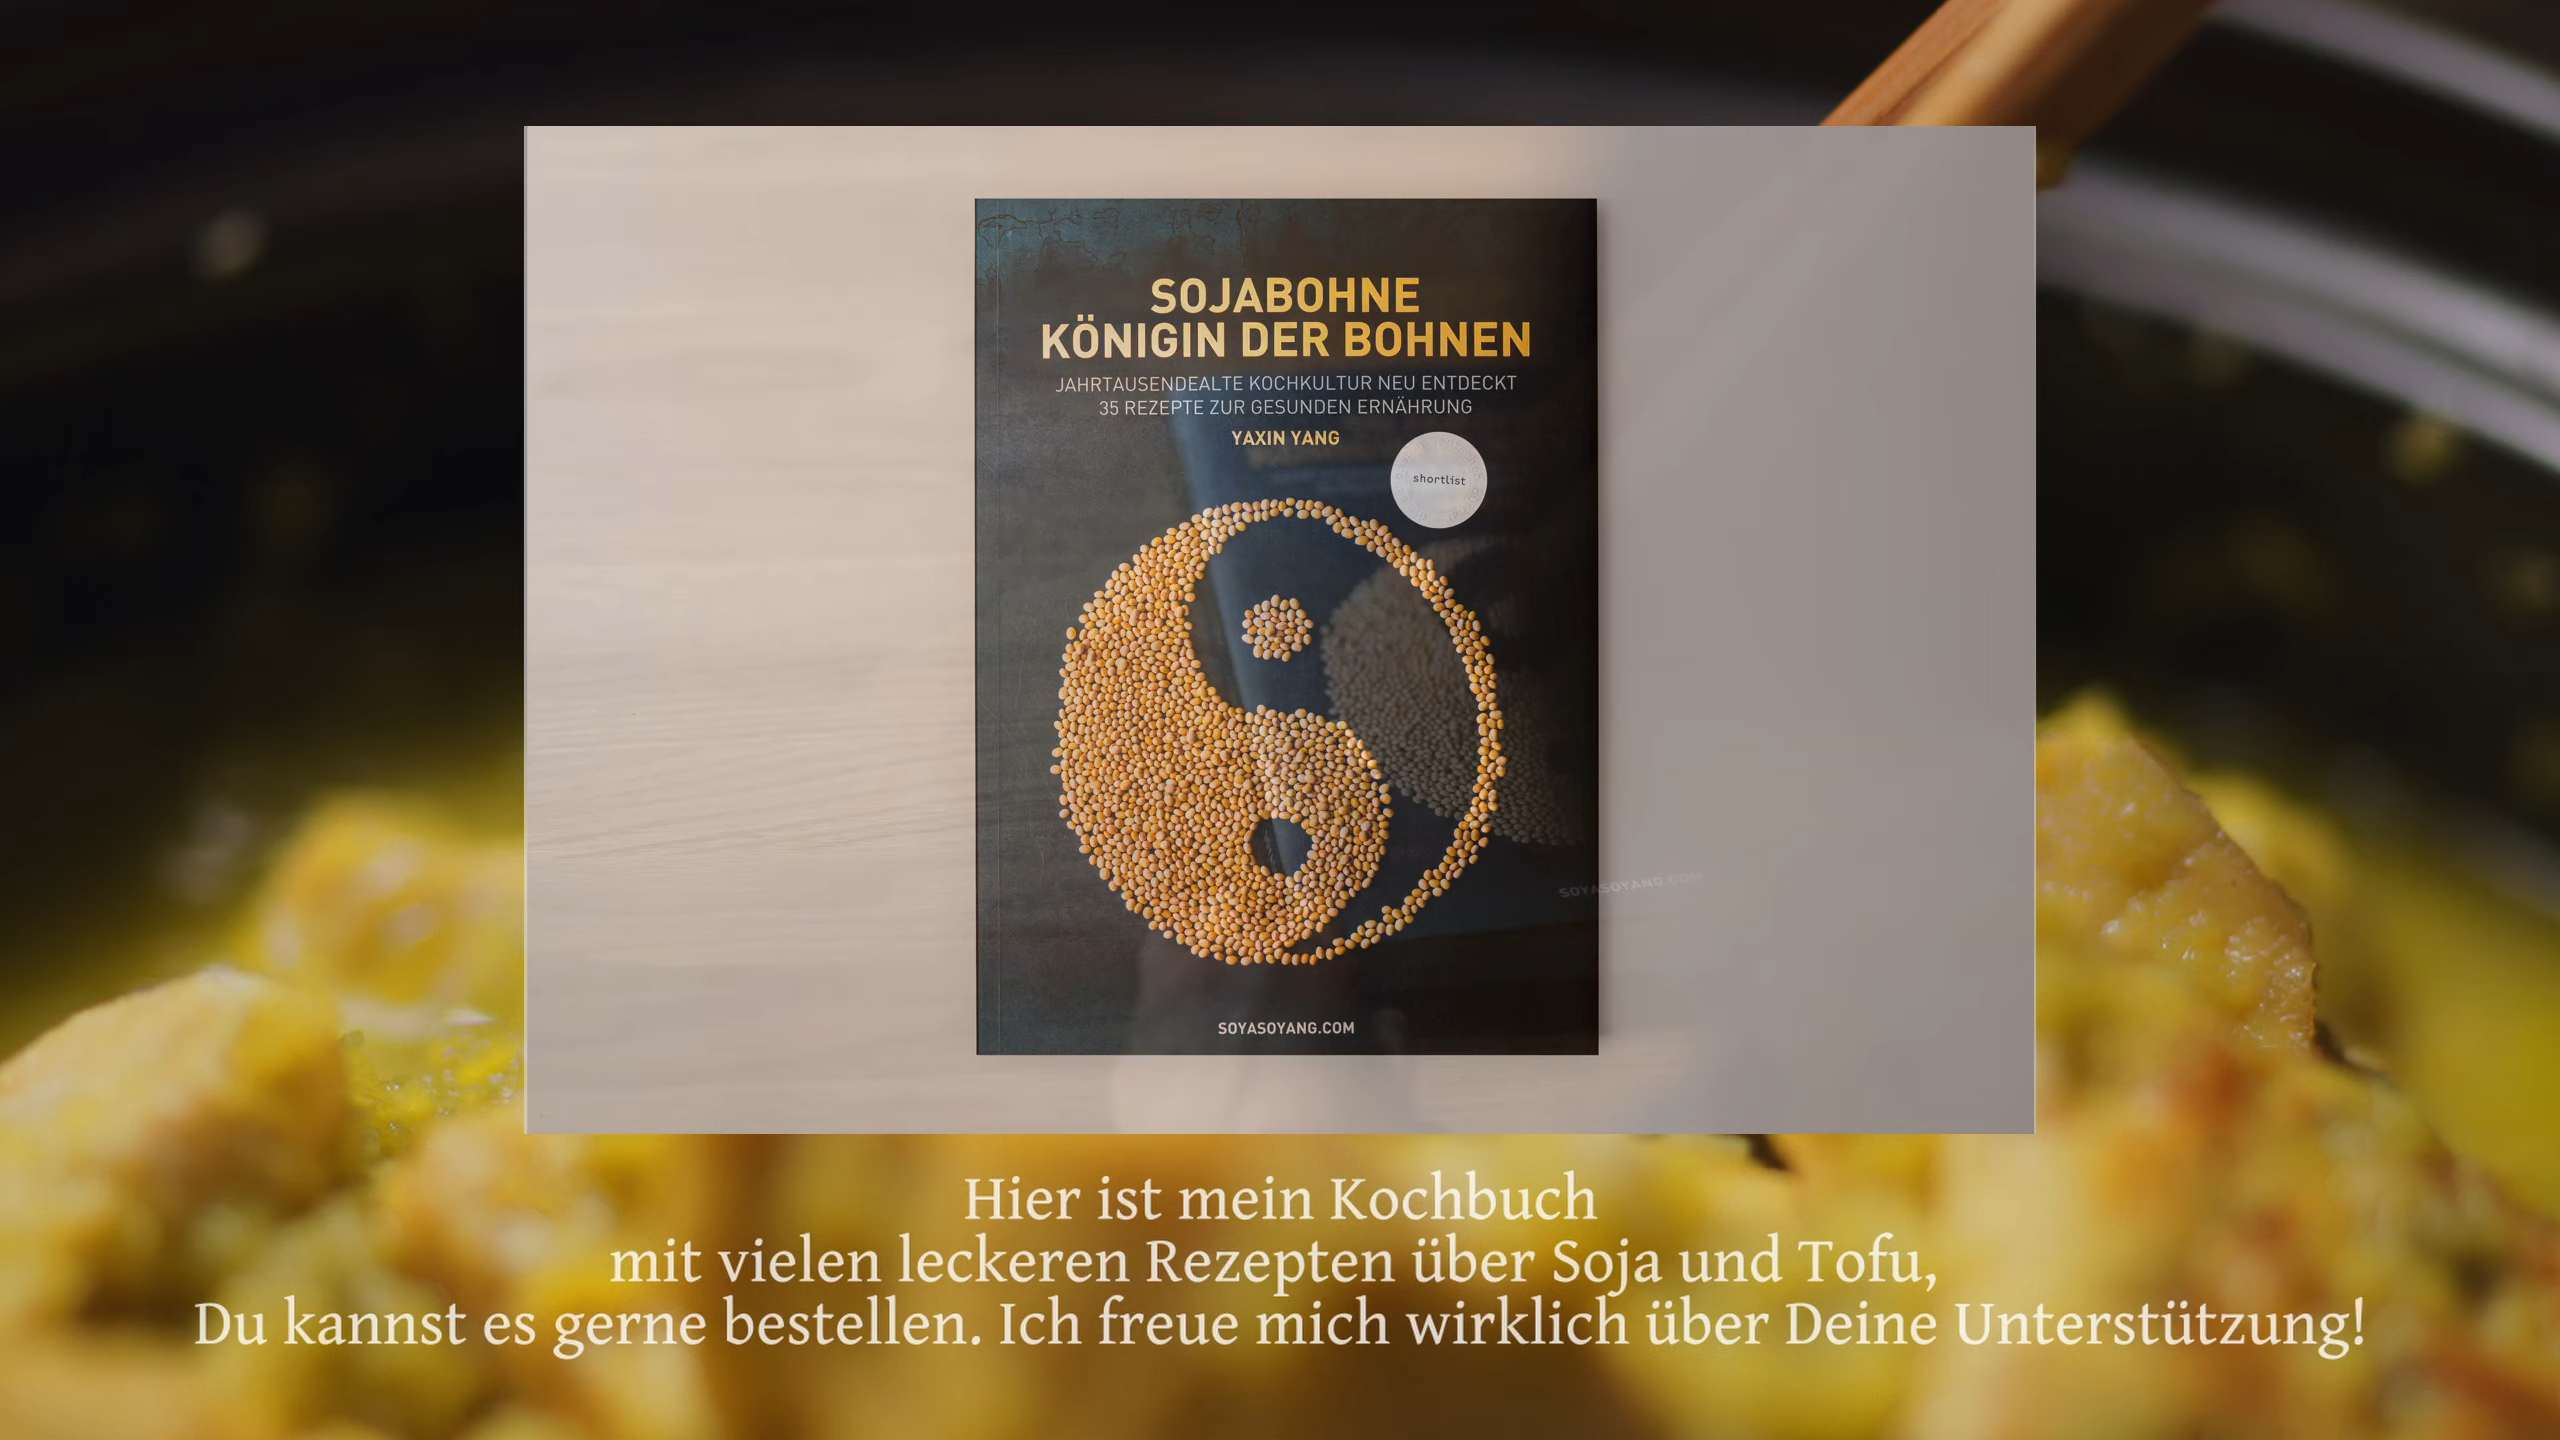 SOJABOHNE
KÖNIGIN DER BOHNEN
JAHRTAUSENDEALTE KOCHKULTUR NEU ENTDECKT
35 REZEPTE ZUR GESUNDEN ERNÄHRUNG
YAXIN YANG
shortlist
SOYASOYANG.COM
SOYASOYANG.COM
Hier ist mein Kochbuch
mit vielen leckeren Rezepten über Soja und Tofu,
Du kannst es gerne bestellen. Ich freue mich wirklich über Deine Unterstützung!